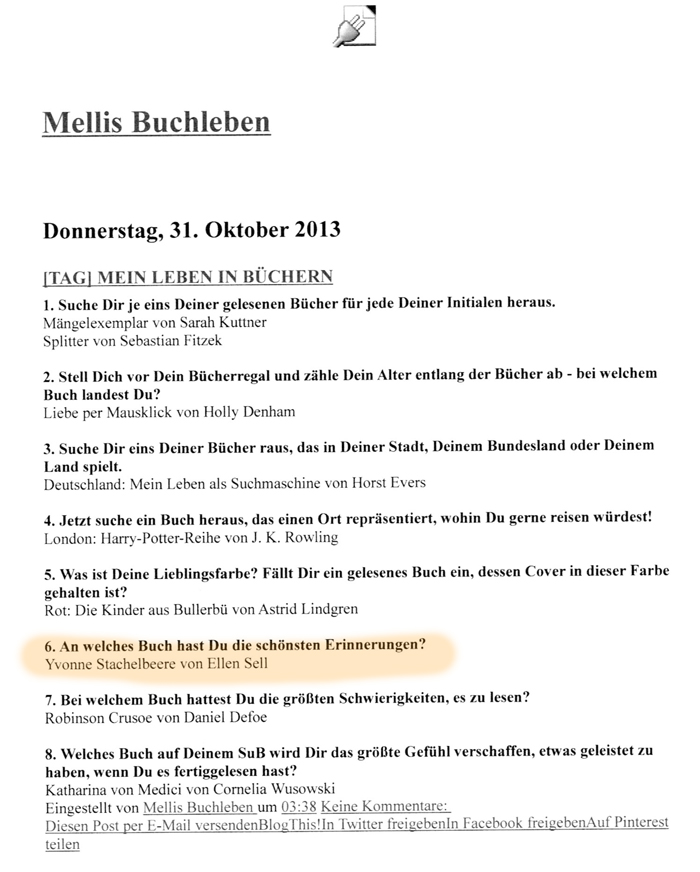 Mellis Buchleben
Donnerstag, 31. Oktober 2013
[TAG] MEIN LEBEN IN BÜCHERN
1. Suche Dir je eins Deiner gelesenen Bücher für jede Deiner Initialen heraus.
Mängelexemplar von Sarah Kuttner
Splitter von Sebastian Fitzek
2. Stell Dich vor Dein Bücherregal und zähle Dein Alter entlang der Bücher ab - bei welchem
Buch landest Du?
Liebe per Mausklick von Holly Denham
3. Suche Dir eins Deiner Bücher raus, das in Deiner Stadt, Deinem Bundesland oder Deinem
Land spielt.
Deutschland: Mein Leben als Suchmaschine von Horst Evers
4. Jetzt suche ein Buch heraus, das einen Ort repräsentiert, wohin Du gerne reisen würdest!
London: Harry-Potter-Reihe von J. K. Rowling
5. Was ist Deine Lieblingsfarbe? Fällt Dir ein gelesenes Buch ein, dessen Cover in dieser Farbe
gehalten ist?
Rot: Die Kinder aus Bullerbü von Astrid Lindgren
6. An welches Buch hast Du die schönsten Erinnerungen?
Yvonne Stachelbeere von Ellen Sell
7. Bei welchem Buch hattest Du die größten Schwierigkeiten, es zu lesen?
Robinson Crusoe von Daniel Defoe
8. Welches Buch auf Deinem SuB wird Dir das größte Gefühl verschaffen, etwas geleistet zu
haben, wenn Du es fertiggelesen hast?
Katharina von Medici von Cornelia Wusowski
Eingestellt von Mellis Buchleben um 03:38 Keine Kommentare:
Diesen Post per E-Mail versendenBlogThis!In Twitter freigebenIn Facebook freigebenAuf Pinterest
teilen